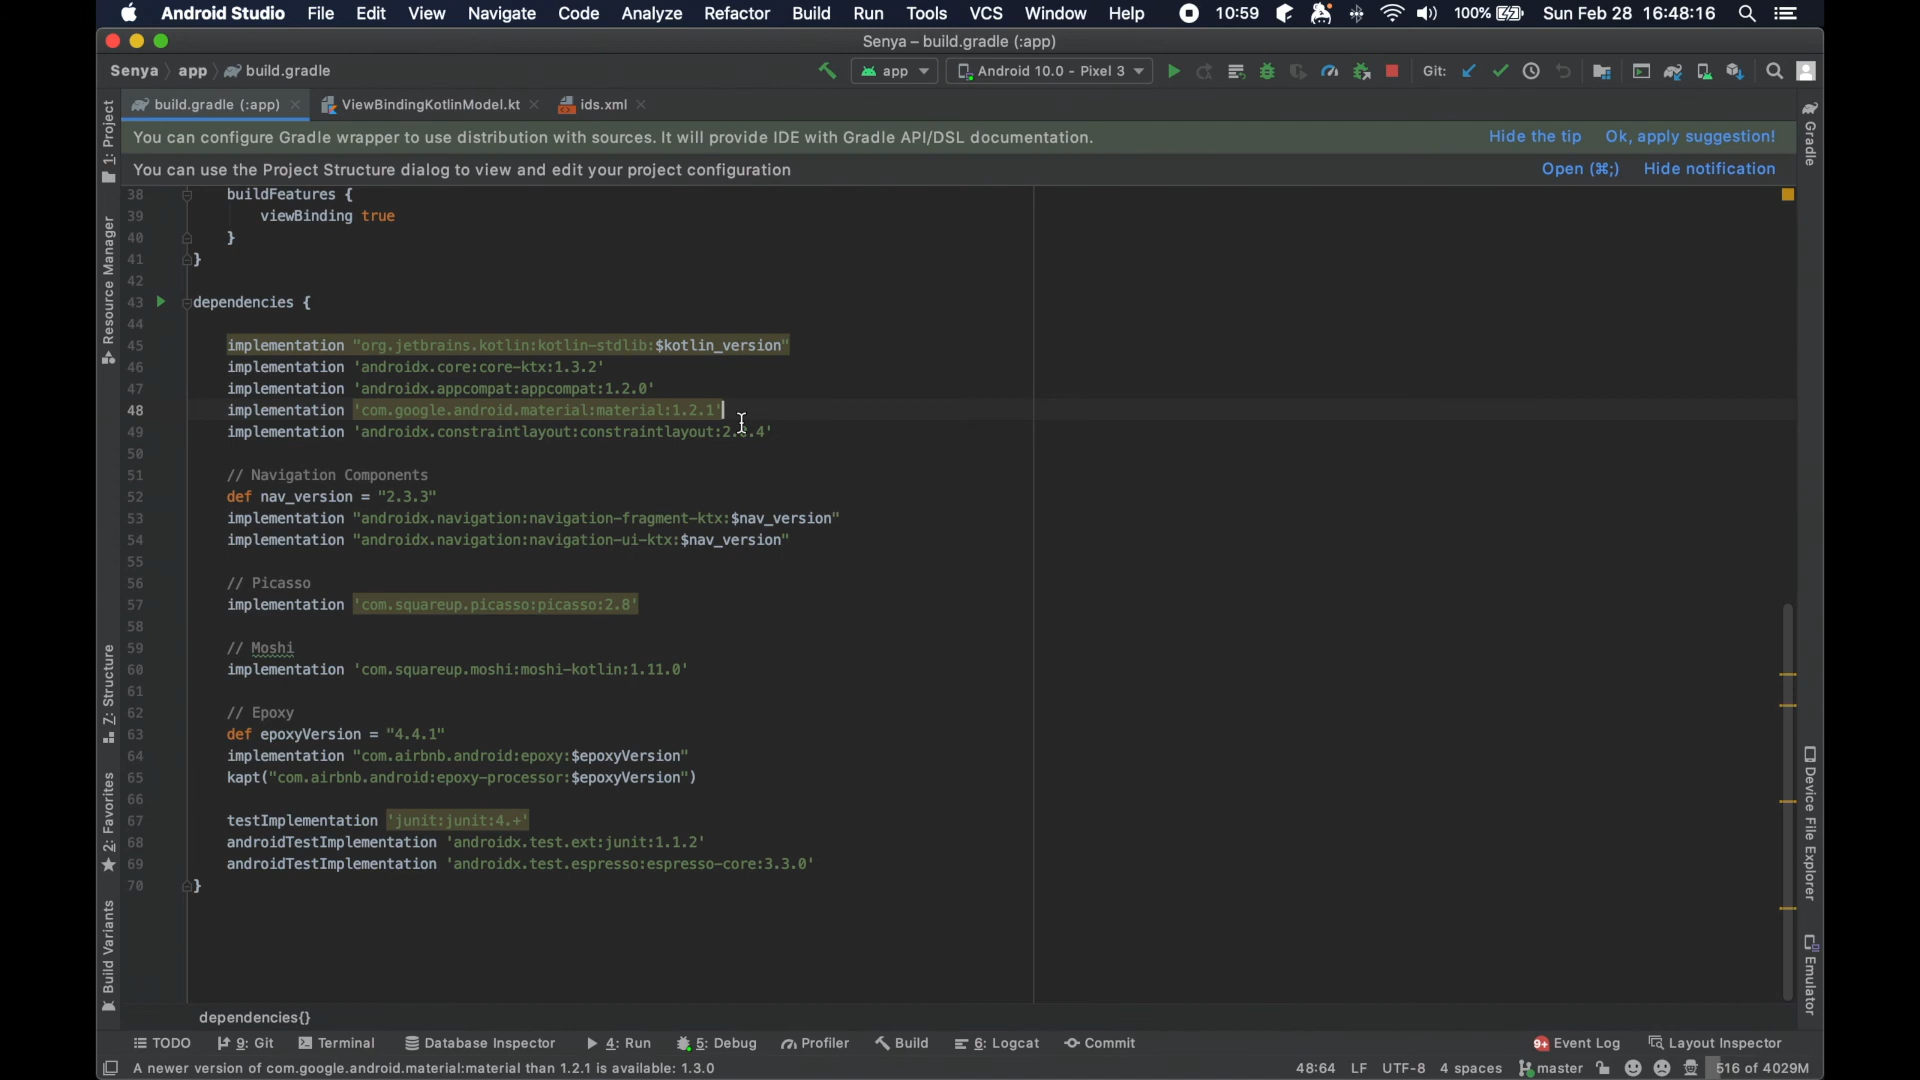 Android Studio File Edit View Navigate Code Analyze Refactor Build Run Tools VCS Window Help 10:59 100% Sun Feb 28 16:48:16
Senya – build.gradle (:app)
Senya app build.gradle app Android 10.0 - Pixel 3 Git:
build.gradle (:app) ViewBindingKotlinModel.kt ids.xml
You can configure Gradle wrapper to use distribution with sources. It will provide IDE with Gradle API/DSL documentation. Hide the tip Ok, apply suggestion!
You can use the Project Structure dialog to view and edit your project configuration Open (⌘;) Hide notification
1: Project
Resource Manager
Z: Structure
2: Favorites
Build Variants
38 buildFeatures {
39 viewBinding true
40 }
41 }
42
43 dependencies {
44
45 implementation "org.jetbrains.kotlin:kotlin-stdlib:$kotlin_version"
46 implementation 'androidx.core:core-ktx:1.3.2'
47 implementation 'androidx.appcompat:appcompat:1.2.0'
48 implementation 'com.google.android.material:material:1.2.1'
49 implementation 'androidx.constraintlayout:constraintlayout:2. .4'
50
51 // Navigation Components
52 def nav_version = "2.3.3"
53 implementation "androidx.navigation:navigation-fragment-ktx:$nav_version"
54 implementation "androidx.navigation:navigation-ui-ktx:$nav_version"
55
56 // Picasso
57 implementation 'com.squareup.picasso:picasso:2.8'
58
59 // Moshi
60 implementation 'com.squareup.moshi:moshi-kotlin:1.11.0'
61
62 // Epoxy
63 def epoxyVersion = "4.4.1"
64 implementation "com.airbnb.android:epoxy:$epoxyVersion"
65 kapt("com.airbnb.android:epoxy-processor:$epoxyVersion")
66
67 testImplementation 'junit:junit:4.+'
68 androidTestImplementation 'androidx.test.ext:junit:1.1.2'
69 androidTestImplementation 'androidx.test.espresso:espresso-core:3.3.0'
70 }
Gradle
Device File Explorer
Emulator
dependencies{}
TODO 9: Git Terminal Database Inspector 4: Run 5: Debug Profiler Build 6: Logcat Commit 9+ Event Log Layout Inspector
A newer version of com.google.android.material:material than 1.2.1 is available: 1.3.0 48:64 LF UTF-8 4 spaces master 516 of 4029M